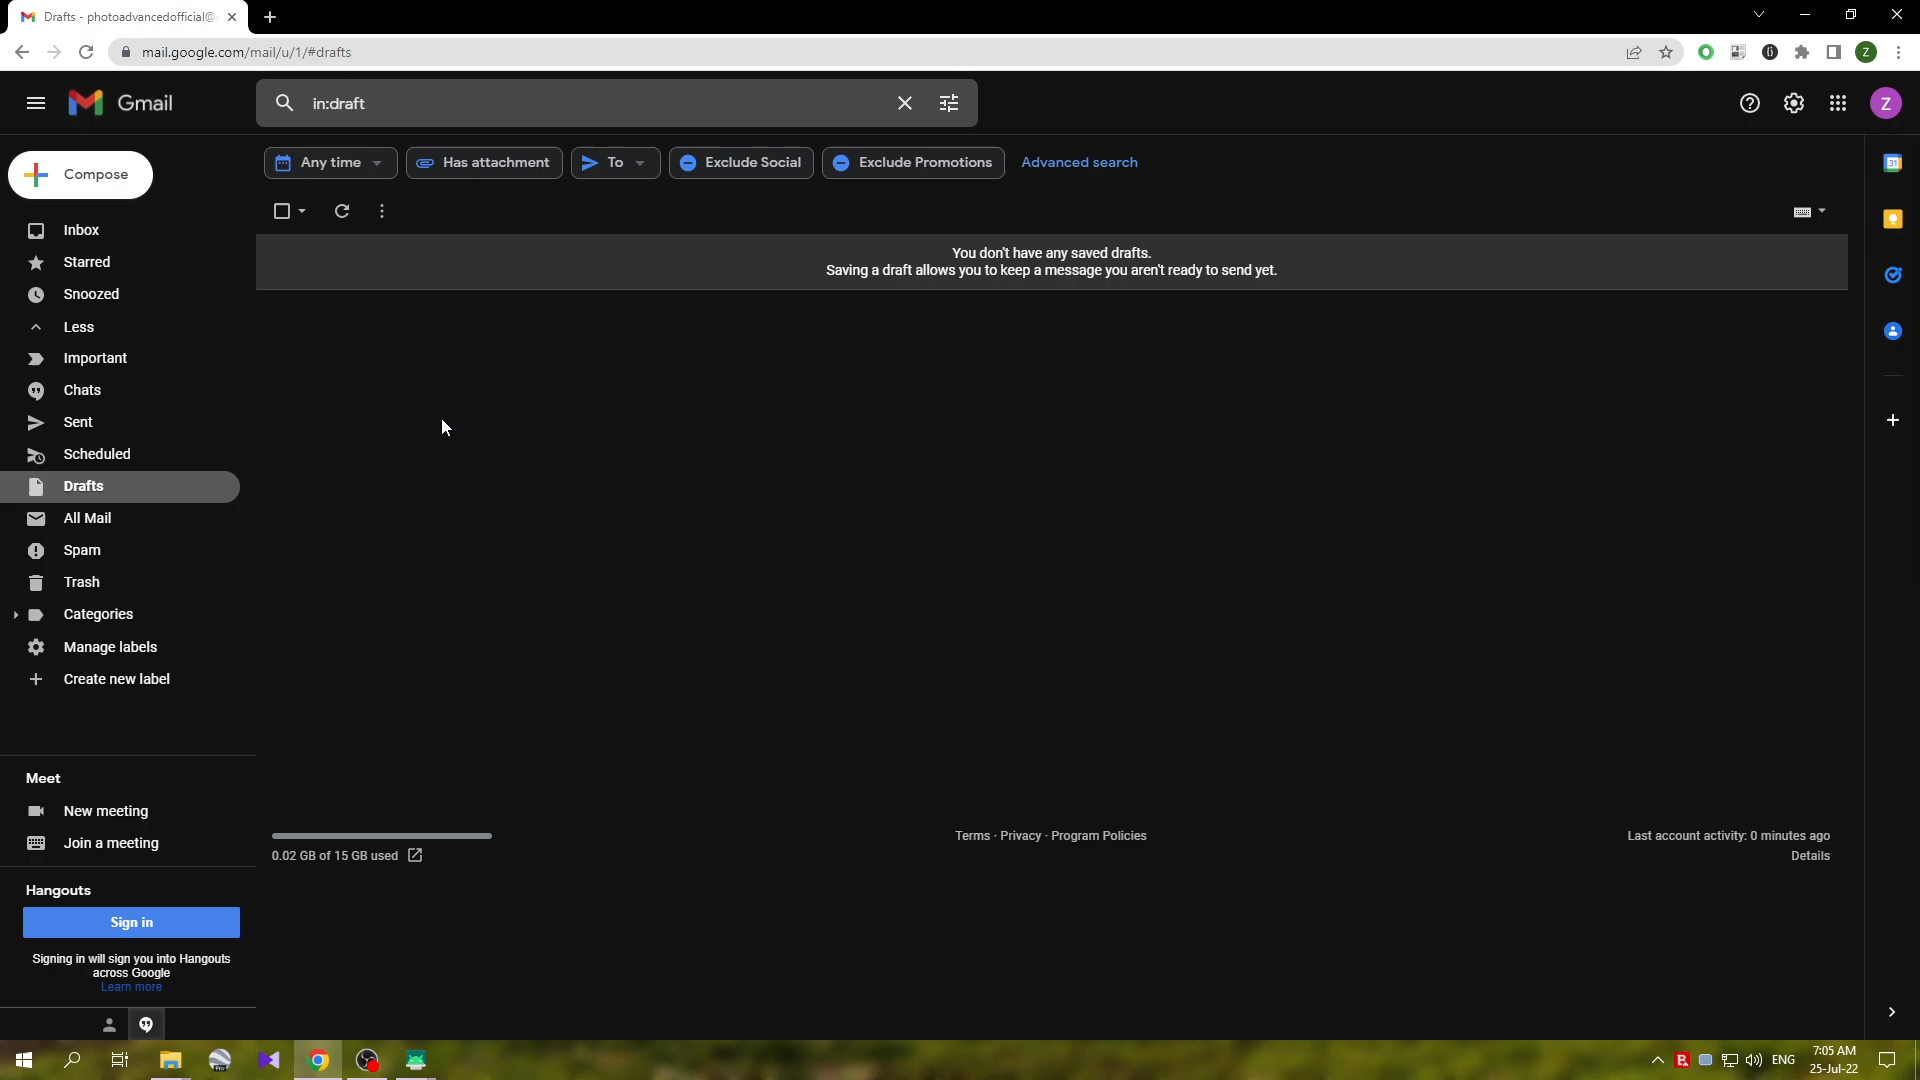 Drafts - photoadvancedofficial@
mail.google.com/mail/u/1/#drafts
Z
Gmail
in:draft
Z
Compose
Any time
Has attachment
To
Exclude Social
Exclude Promotions
Advanced search
31
Inbox
Starred
Snoozed
Less
Important
Chats
Sent
Scheduled
Drafts
All Mail
Spam
Trash
Categories
Manage labels
Create new label
You don't have any saved drafts.
Saving a draft allows you to keep a message you aren't ready to send yet.
Meet
New meeting
Join a meeting
Hangouts
Sign in
Signing in will sign you into Hangouts
across Google
Learn more
0.02 GB of 15 GB used
Terms · Privacy · Program Policies
Last account activity: 0 minutes ago
Details
Pro
B
ENG
7:05 AM
25-Jul-22